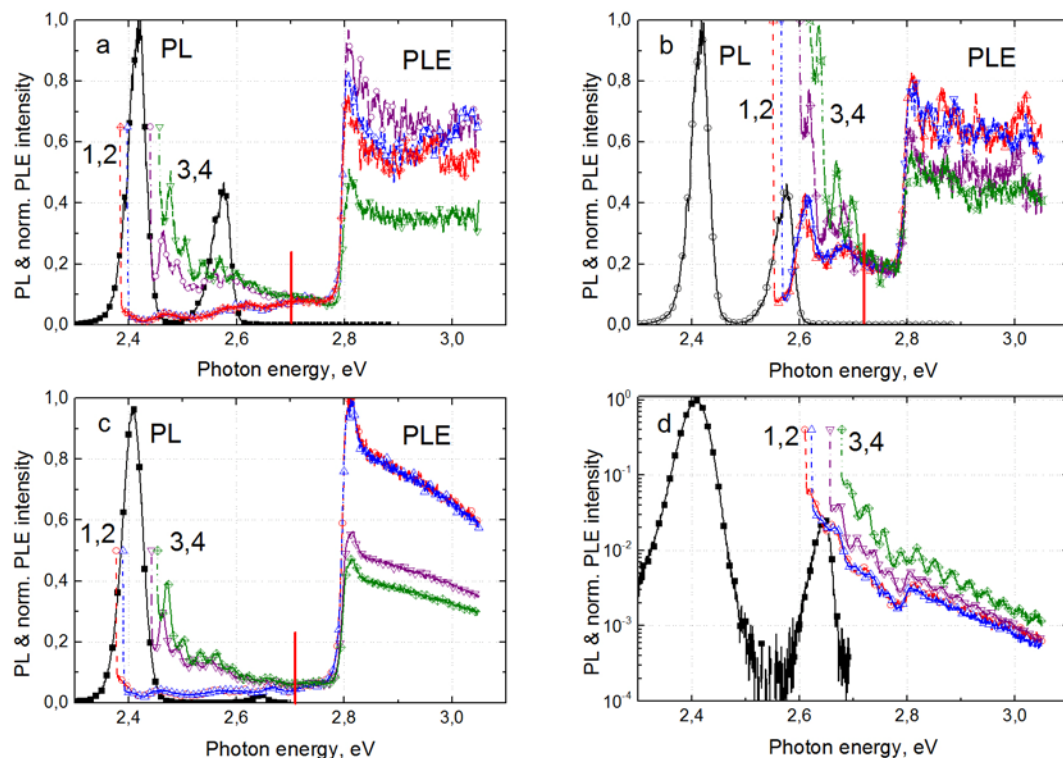 a PL PLE
1,2 3,4
PL & norm. PLE intensity
1,0
0,8
0,6
0,4
0,2
0,0
2,4 2,6 2,8 3,0
Photon energy, eV
b PL PLE
1,2 3,4
PL & norm. PLE intensity
1,0
0,8
0,6
0,4
0,2
0,0
2,4 2,6 2,8 3,0
Photon energy, eV
c PL PLE
1,2 3,4
PL & norm. PLE intensity
1,0
0,8
0,6
0,4
0,2
0,0
2,4 2,6 2,8 3,0
Photon energy, eV
d
1,2 3,4
PL & norm. PLE intensity
10⁰
10⁻¹
10⁻²
10⁻³
10⁻⁴
2,4 2,6 2,8 3,0
Photon energy, eV